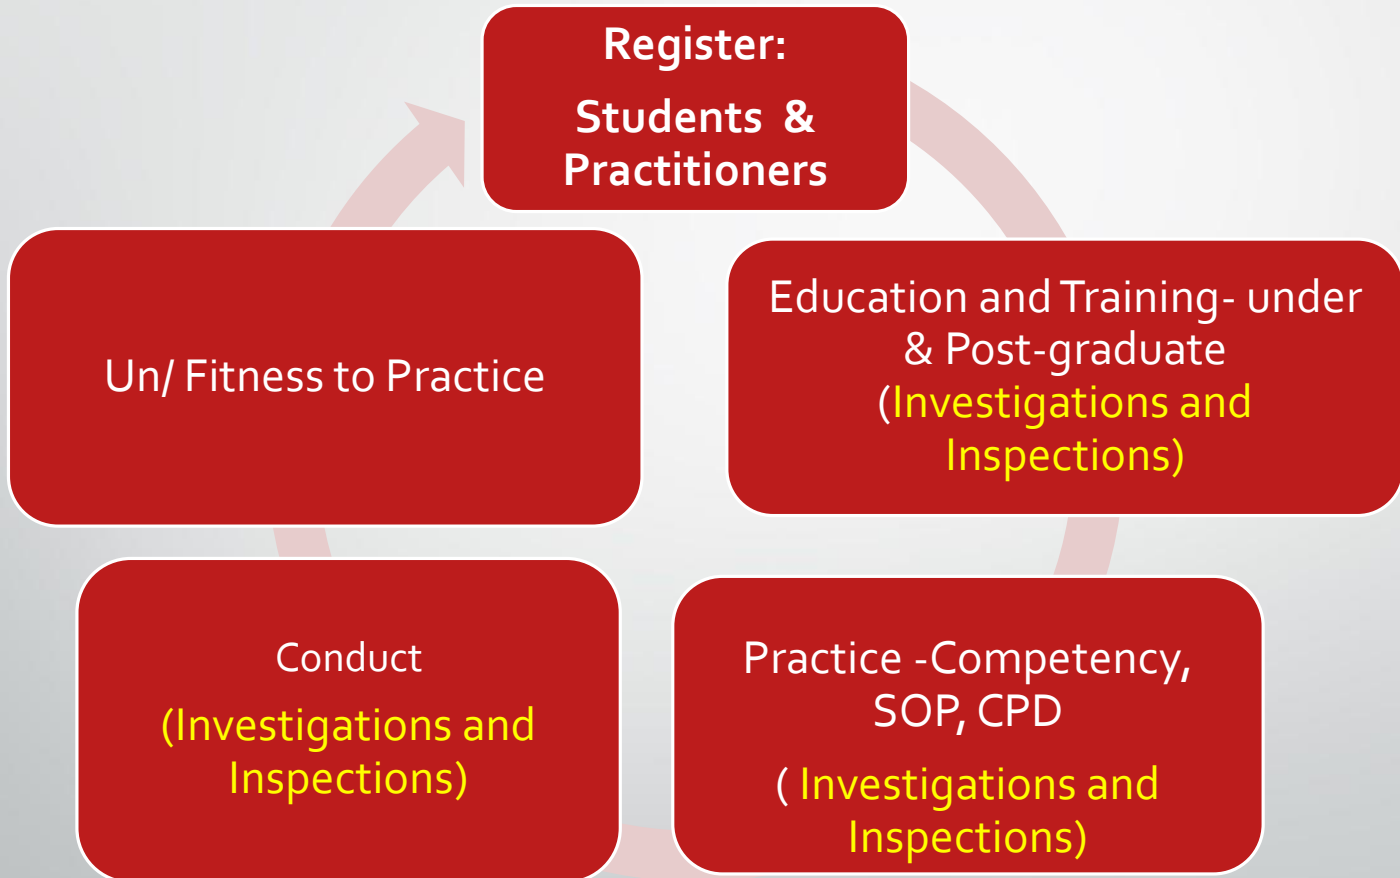 Register:
Students &
Practitioners
Education and Training- under
& Post-graduate
(Investigations and
Inspections)
Practice -Competency,
SOP, CPD
( Investigations and
Inspections)
Conduct
(Investigations and
Inspections)
Un/ Fitness to Practice